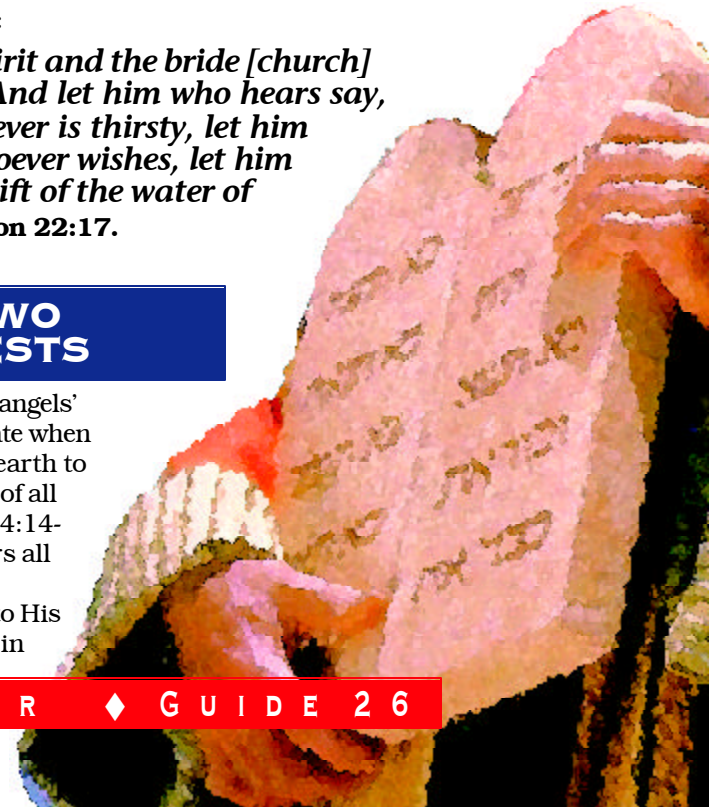 irit and the bride [church]
And let him who hears say,
ever is thirsty, let him
oever wishes, let him
ift of the water of
on 22:17.
WO
ESTS
angels’
te when
earth to
of all
4:14-
rs all
o His
in
R ♦ GUIDE 26